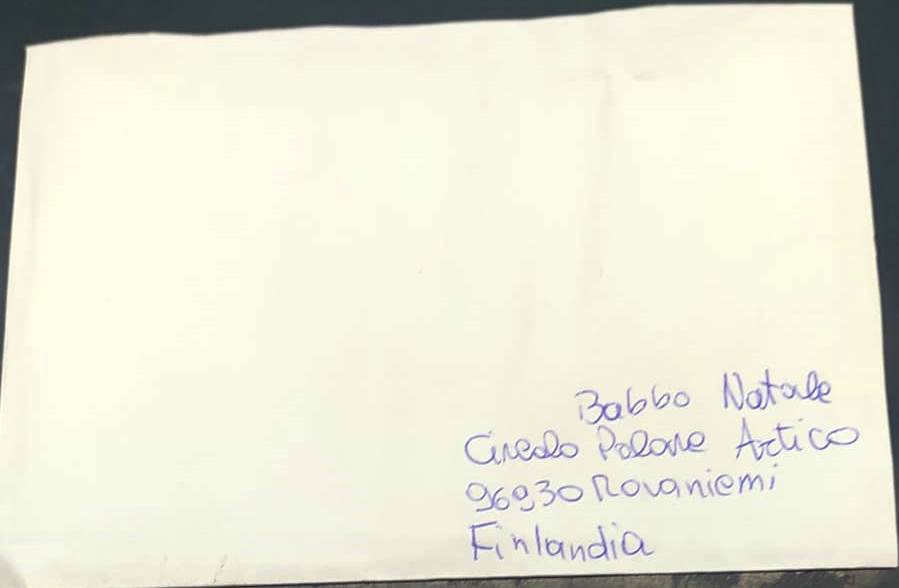 Babbo Natale
Circolo Polare Artico
96930 Rovaniemi
Finlandia